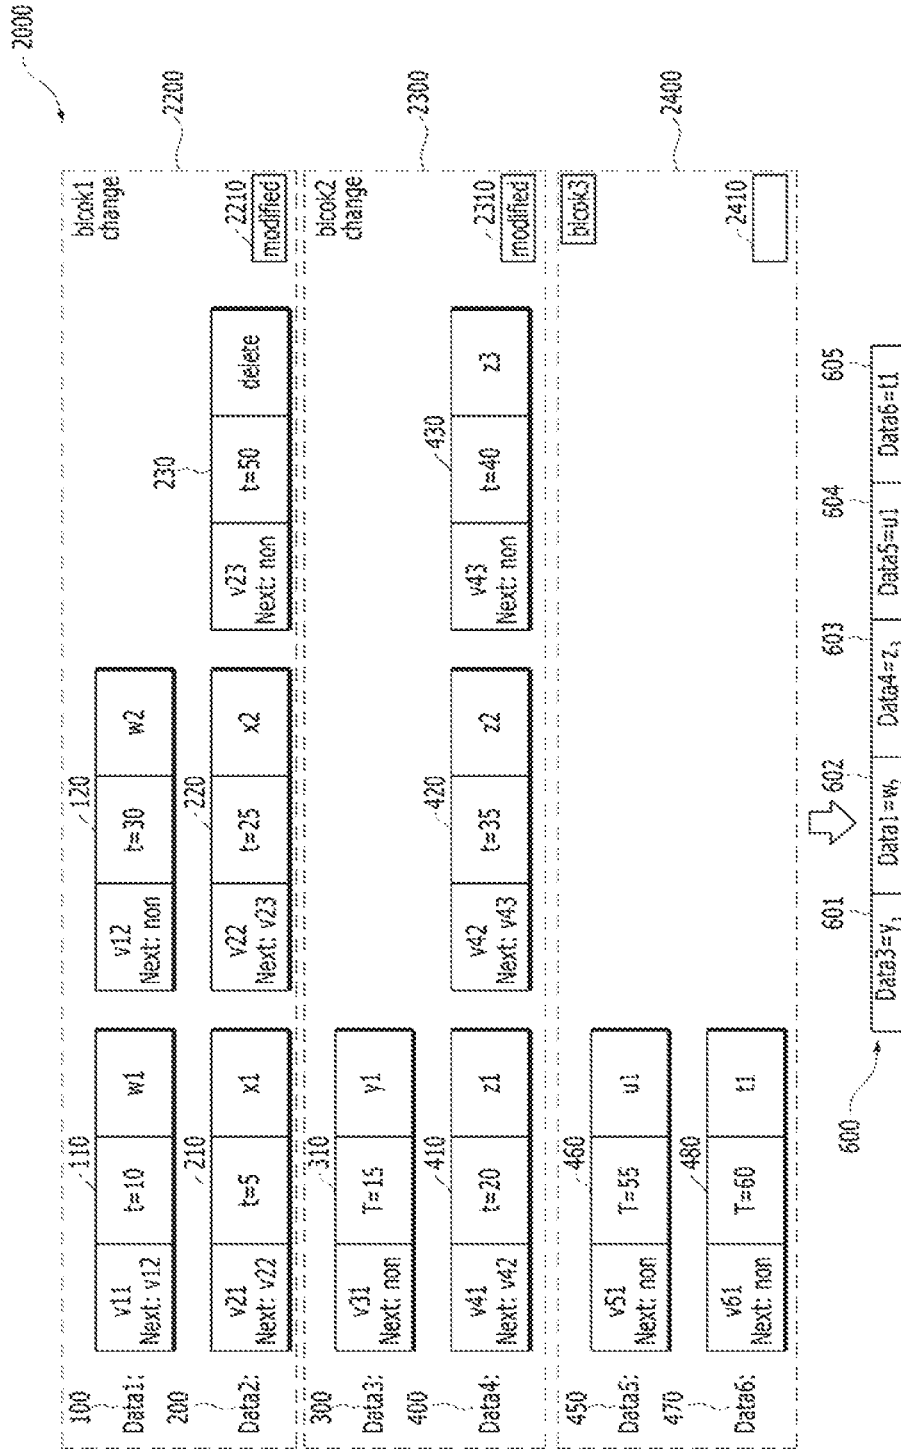 2000
blcok1
change
2200
2210
modified
100
Data1:
110
v11
Next: v12
t=10
w1
120
v12
Next: non
t=30
w2
200
Data2:
210
v21
Next: v22
t=5
x1
220
v22
Next: v23
t=25
x2
230
v23
Next: non
t=50
delete
blcok2
change
2300
2310
modified
300
Data3:
310
v31
Next: non
T=15
y1
400
Data4:
410
v41
Next: v42
t=20
z1
420
v42
Next: v43
t=35
z2
430
v43
Next: non
t=40
z3
blcok3
2400
2410
450
Data5:
460
v51
Next: non
T=55
u1
470
Data6:
480
v61
Next: non
T=60
t1
600
601
602
603
604
605
Data3=y₁
Data1=w,
Data4=z₃
Data5=u1
Data6=t1